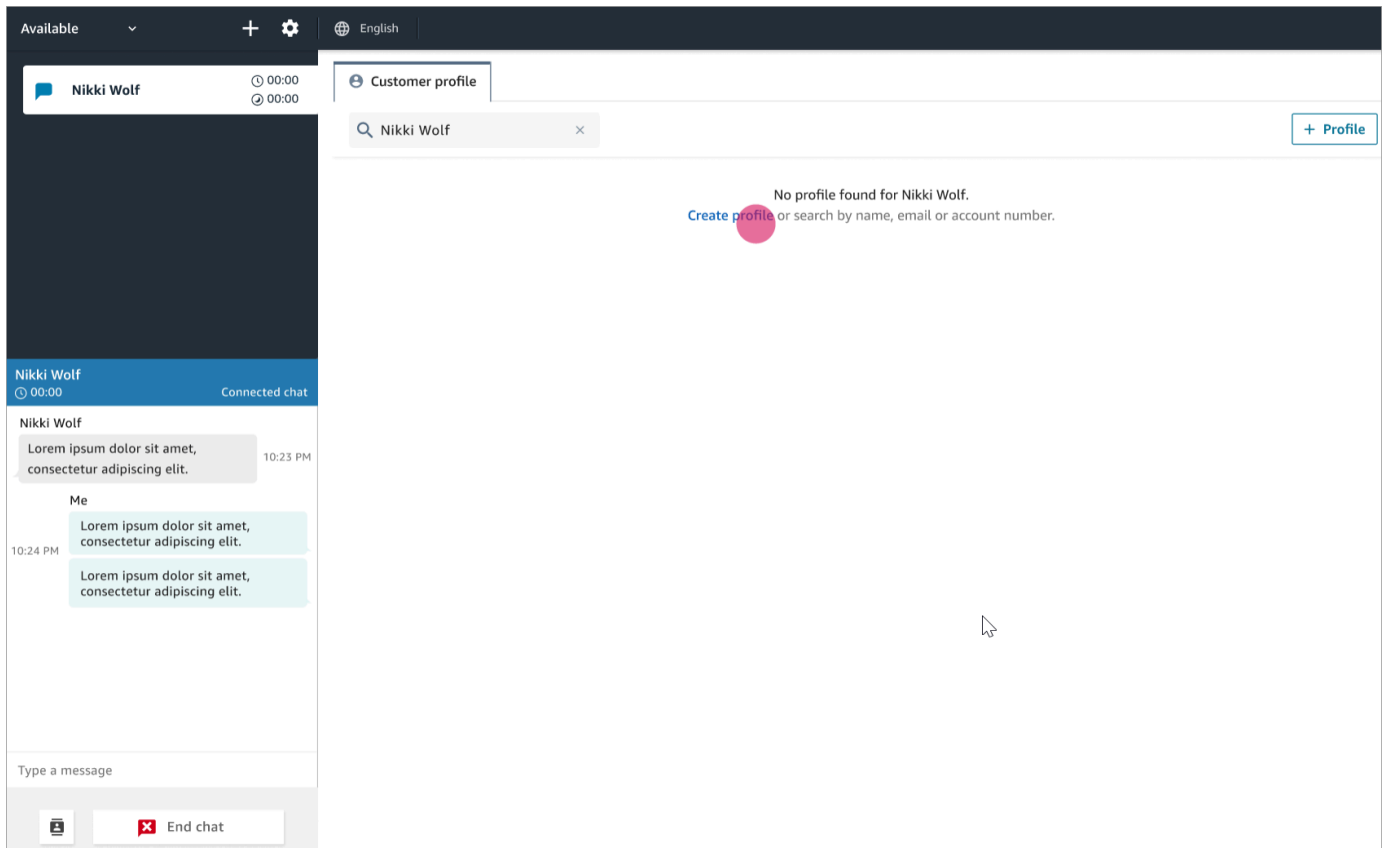 Available
English
Nikki Wolf
00:00
00:00
Customer profile
Nikki Wolf
+ Profile
No profile found for Nikki Wolf.
Create profile or search by name, email or account number.
Nikki Wolf
00:00
Connected chat
Nikki Wolf
Lorem ipsum dolor sit amet,
consectetur adipiscing elit.
10:23 PM
Me
Lorem ipsum dolor sit amet,
consectetur adipiscing elit.
10:24 PM
Lorem ipsum dolor sit amet,
consectetur adipiscing elit.
Type a message
End chat